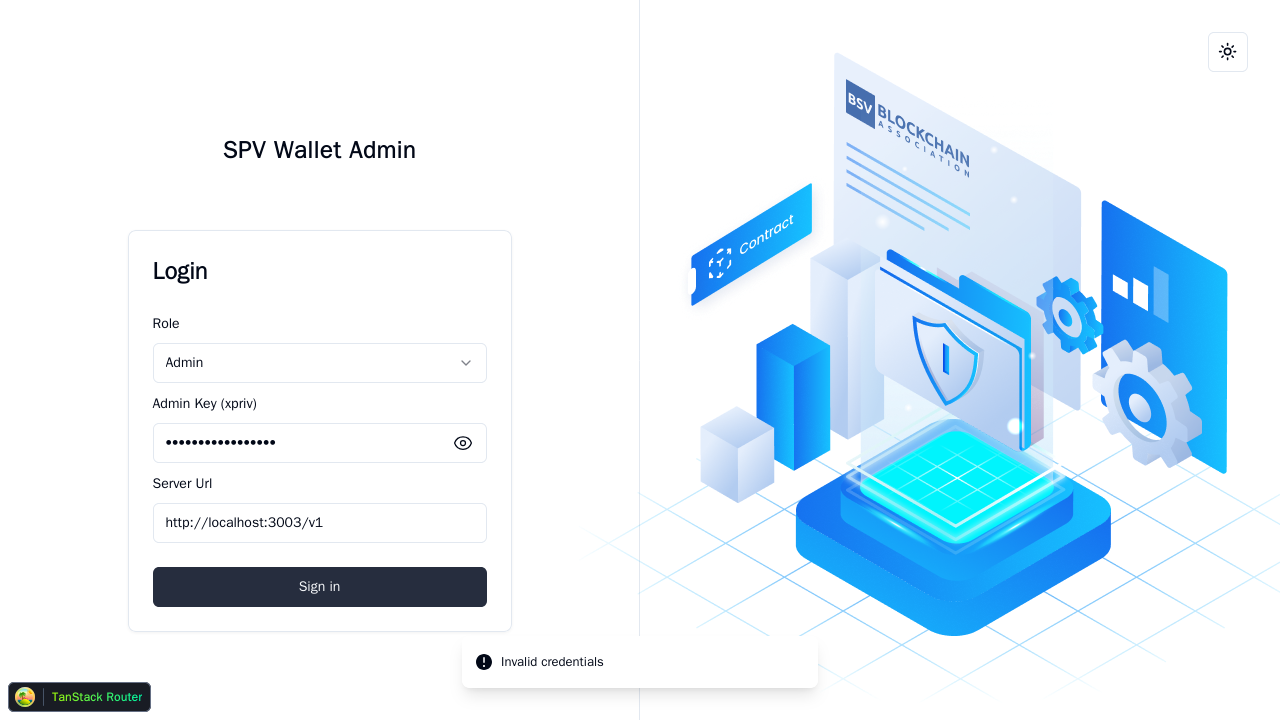 SPV Wallet Admin
Login
Role
Admin
Admin Key (xpriv)
•••••••••••••••••
Server Url
http://localhost:3003/v1
Sign in
BSV BLOCKCHAIN
ASSOCIATION
Contract
Invalid credentials
TanStack Router